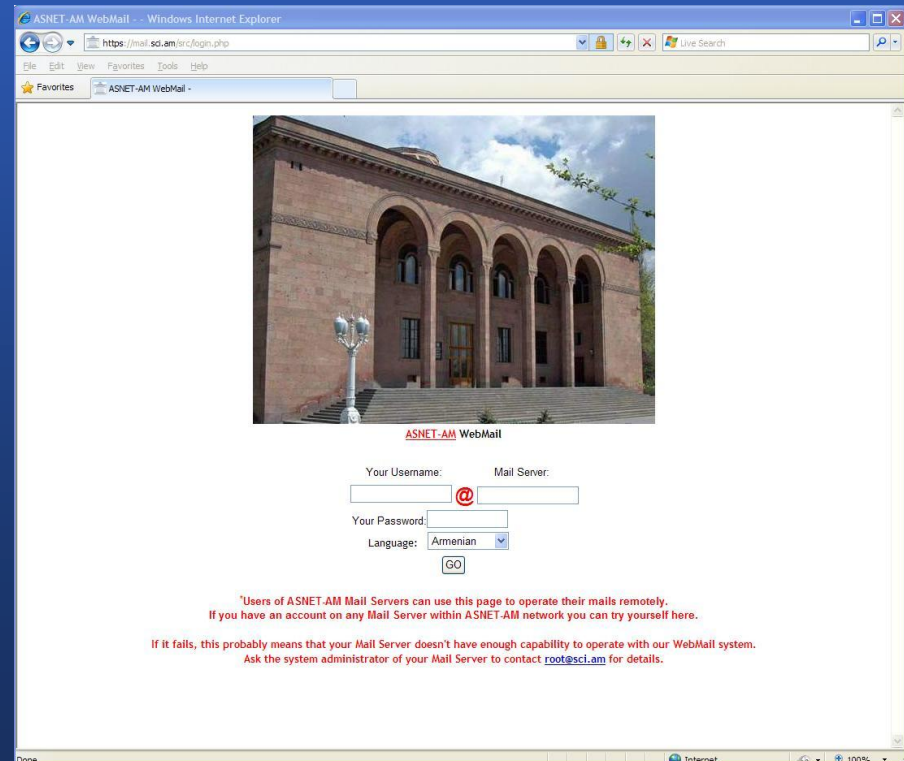 ASNET-AM WebMail - - Windows Internet Explorer
https://mail.sci.am/src/login.php
Live Search
File Edit View Favorites Tools Help
Favorites ASNET-AM WebMail -
ASNET-AM WebMail
Your Username: Mail Server:
@
Your Password:
Language: Armenian
GO
*Users of ASNET-AM Mail Servers can use this page to operate their mails remotely.
If you have an account on any Mail Server within ASNET-AM network you can try yourself here.
If it fails, this probably means that your Mail Server doesn't have enough capability to operate with our WebMail system.
Ask the system administrator of your Mail Server to contact root@sci.am for details.
Done Internet 100%